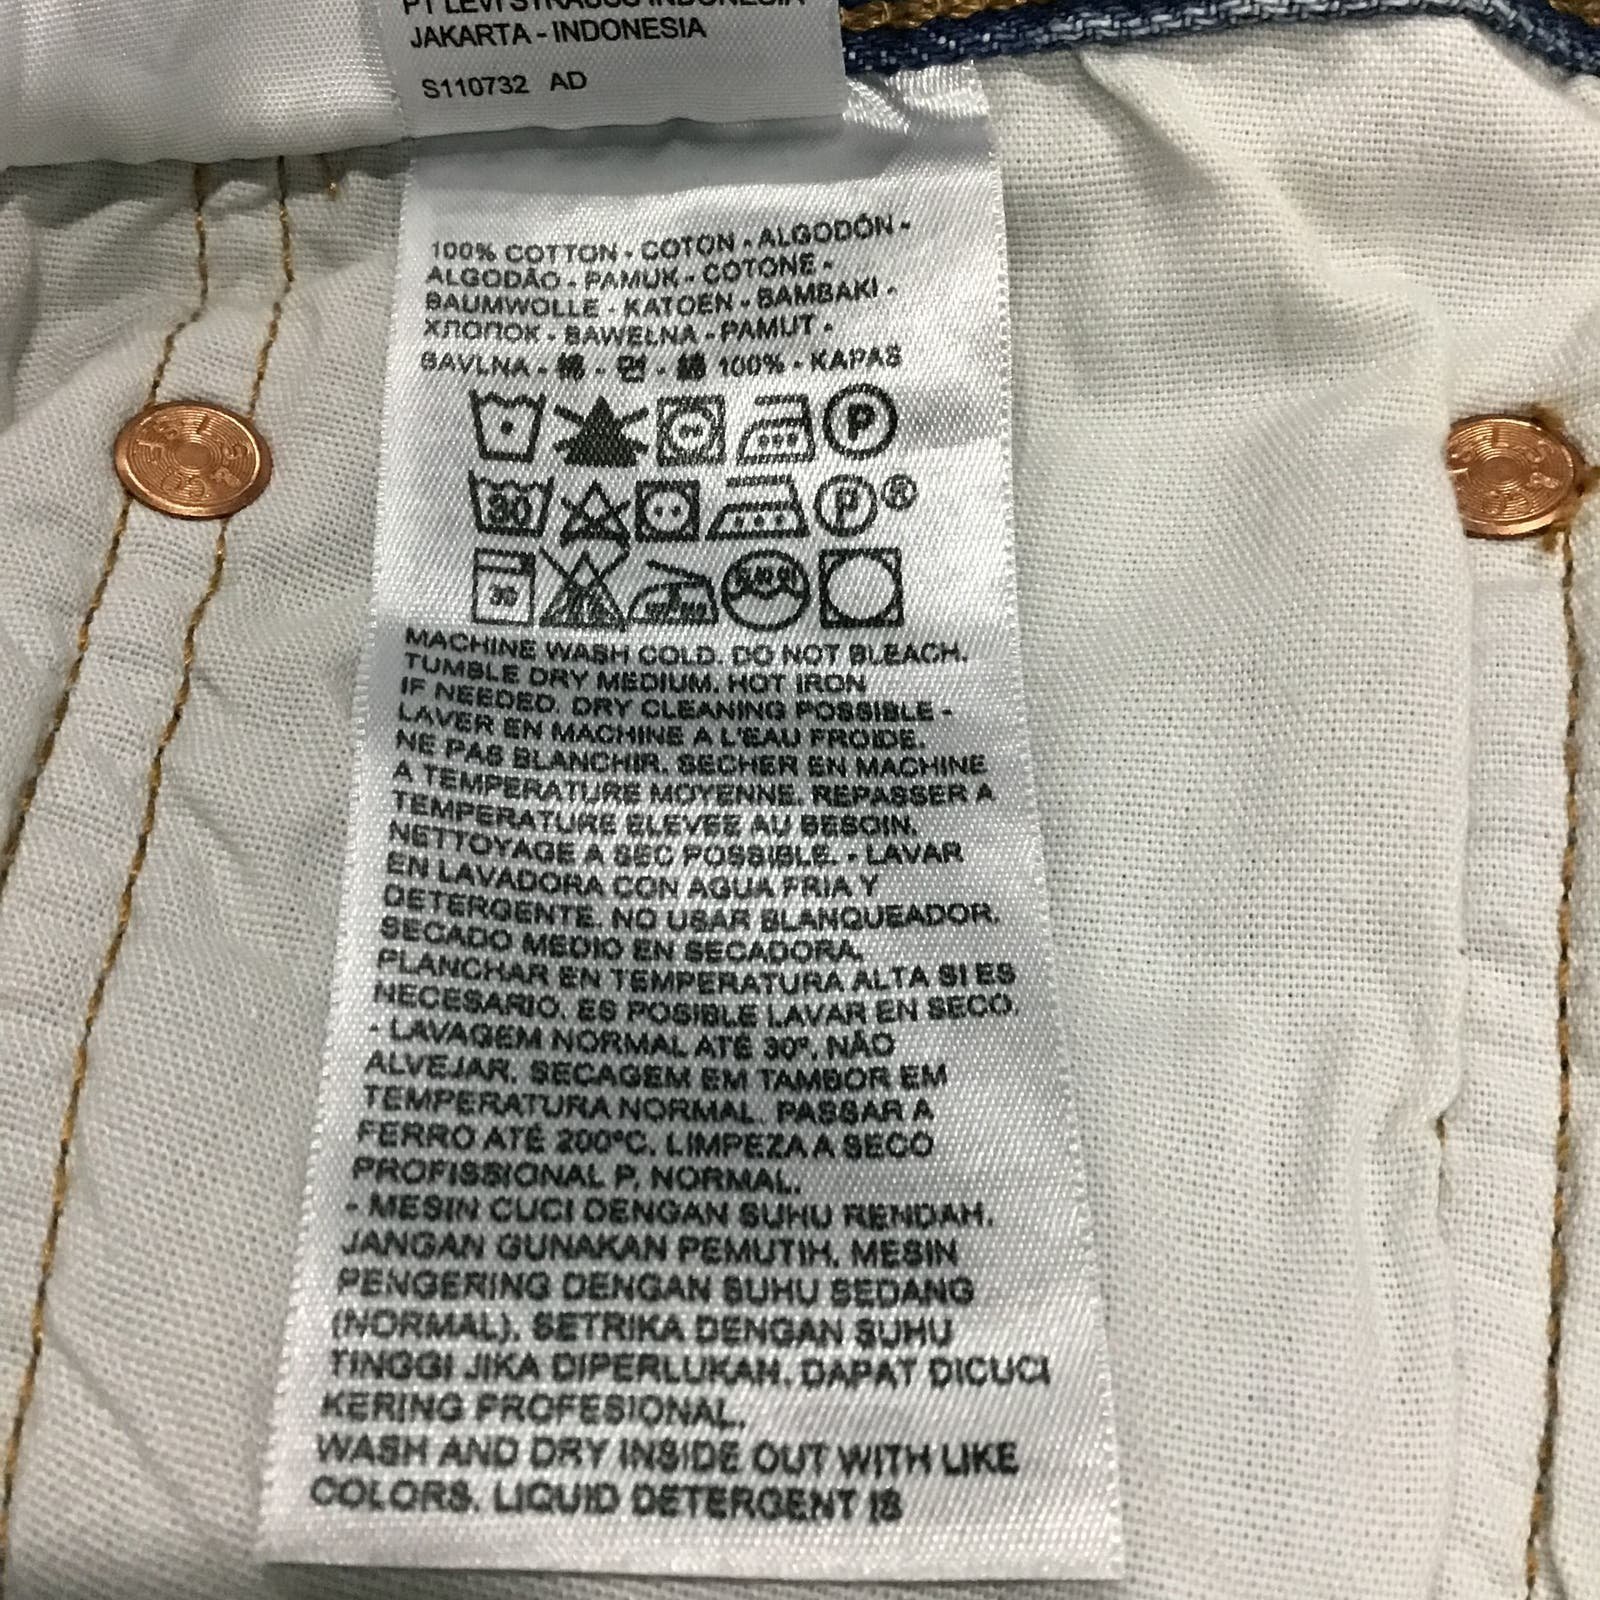 PT LEVI STRAUSS INDONESIA
JAKARTA - INDONESIA
S110732 AD
100% COTTON - COTON - ALGODÓN -
ALGODÃO - PAMUK - COTONE -
BAUMWOLLE - KATOEN - BAMBAKI -
ХЛОПОК - BAWEŁNA - PAMUT -
BAVLNA - 棉 - 면 - 綿 100% - KAPAS
P
30 P ®
30
MACHINE WASH COLD. DO NOT BLEACH.
TUMBLE DRY MEDIUM. HOT IRON
IF NEEDED. DRY CLEANING POSSIBLE -
LAVER EN MACHINE A L'EAU FROIDE.
NE PAS BLANCHIR. SECHER EN MACHINE
A TEMPERATURE MOYENNE. REPASSER A
TEMPERATURE ELEVEE AU BESOIN.
NETTOYAGE A SEC POSSIBLE. - LAVAR
EN LAVADORA CON AGUA FRIA Y
DETERGENTE. NO USAR BLANQUEADOR.
SECADO MEDIO EN SECADORA.
PLANCHAR EN TEMPERATURA ALTA SI ES
NECESARIO. ES POSIBLE LAVAR EN SECO.
- LAVAGEM NORMAL ATÉ 30º. NÃO
ALVEJAR. SECAGEM EM TAMBOR EM
TEMPERATURA NORMAL. PASSAR A
FERRO ATÉ 200ºC. LIMPEZA A SECO
PROFISSIONAL P. NORMAL.
- MESIN CUCI DENGAN SUHU RENDAH.
JANGAN GUNAKAN PEMUTIH. MESIN
PENGERING DENGAN SUHU SEDANG
(NORMAL). SETRIKA DENGAN SUHU
TINGGI JIKA DIPERLUKAN. DAPAT DICUCI
KERING PROFESIONAL.
WASH AND DRY INSIDE OUT WITH LIKE
COLORS. LIQUID DETERGENT IS